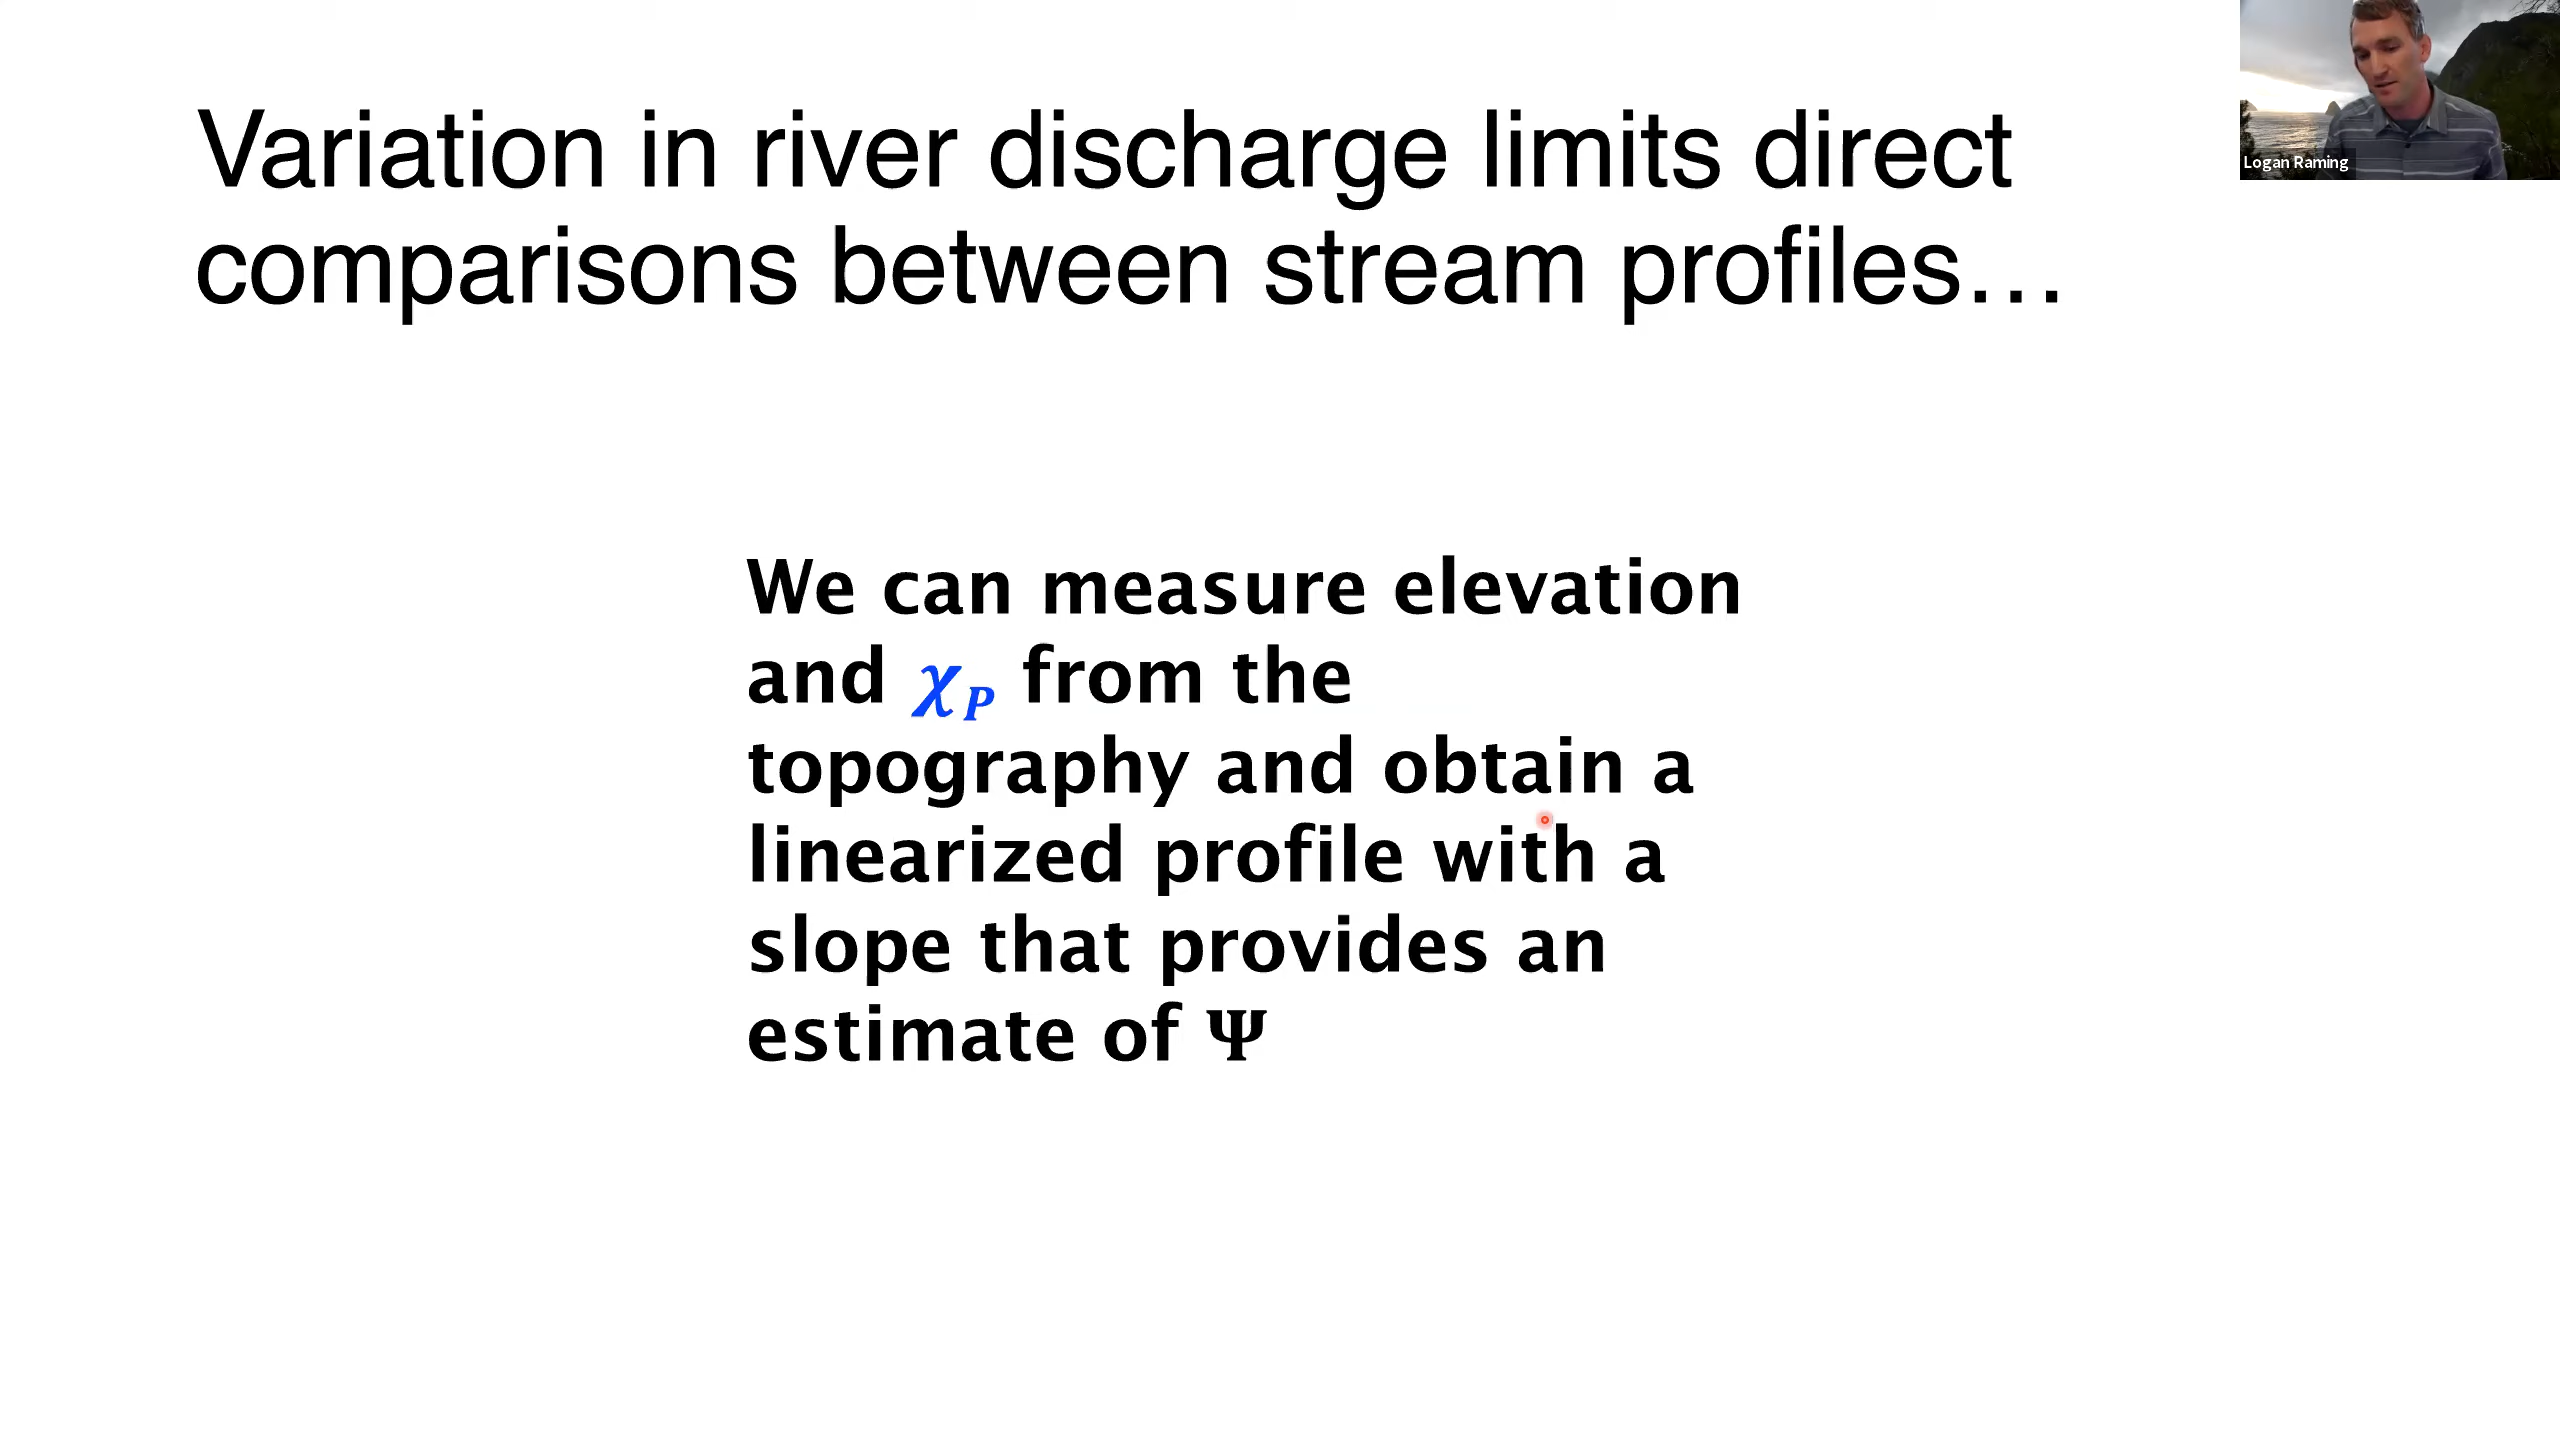 Variation in river discharge limits direct
comparisons between stream profiles…
Logan Raming
We can measure elevation
and χ_P from the
topography and obtain a
linearized profile with a
slope that provides an
estimate of Ψ